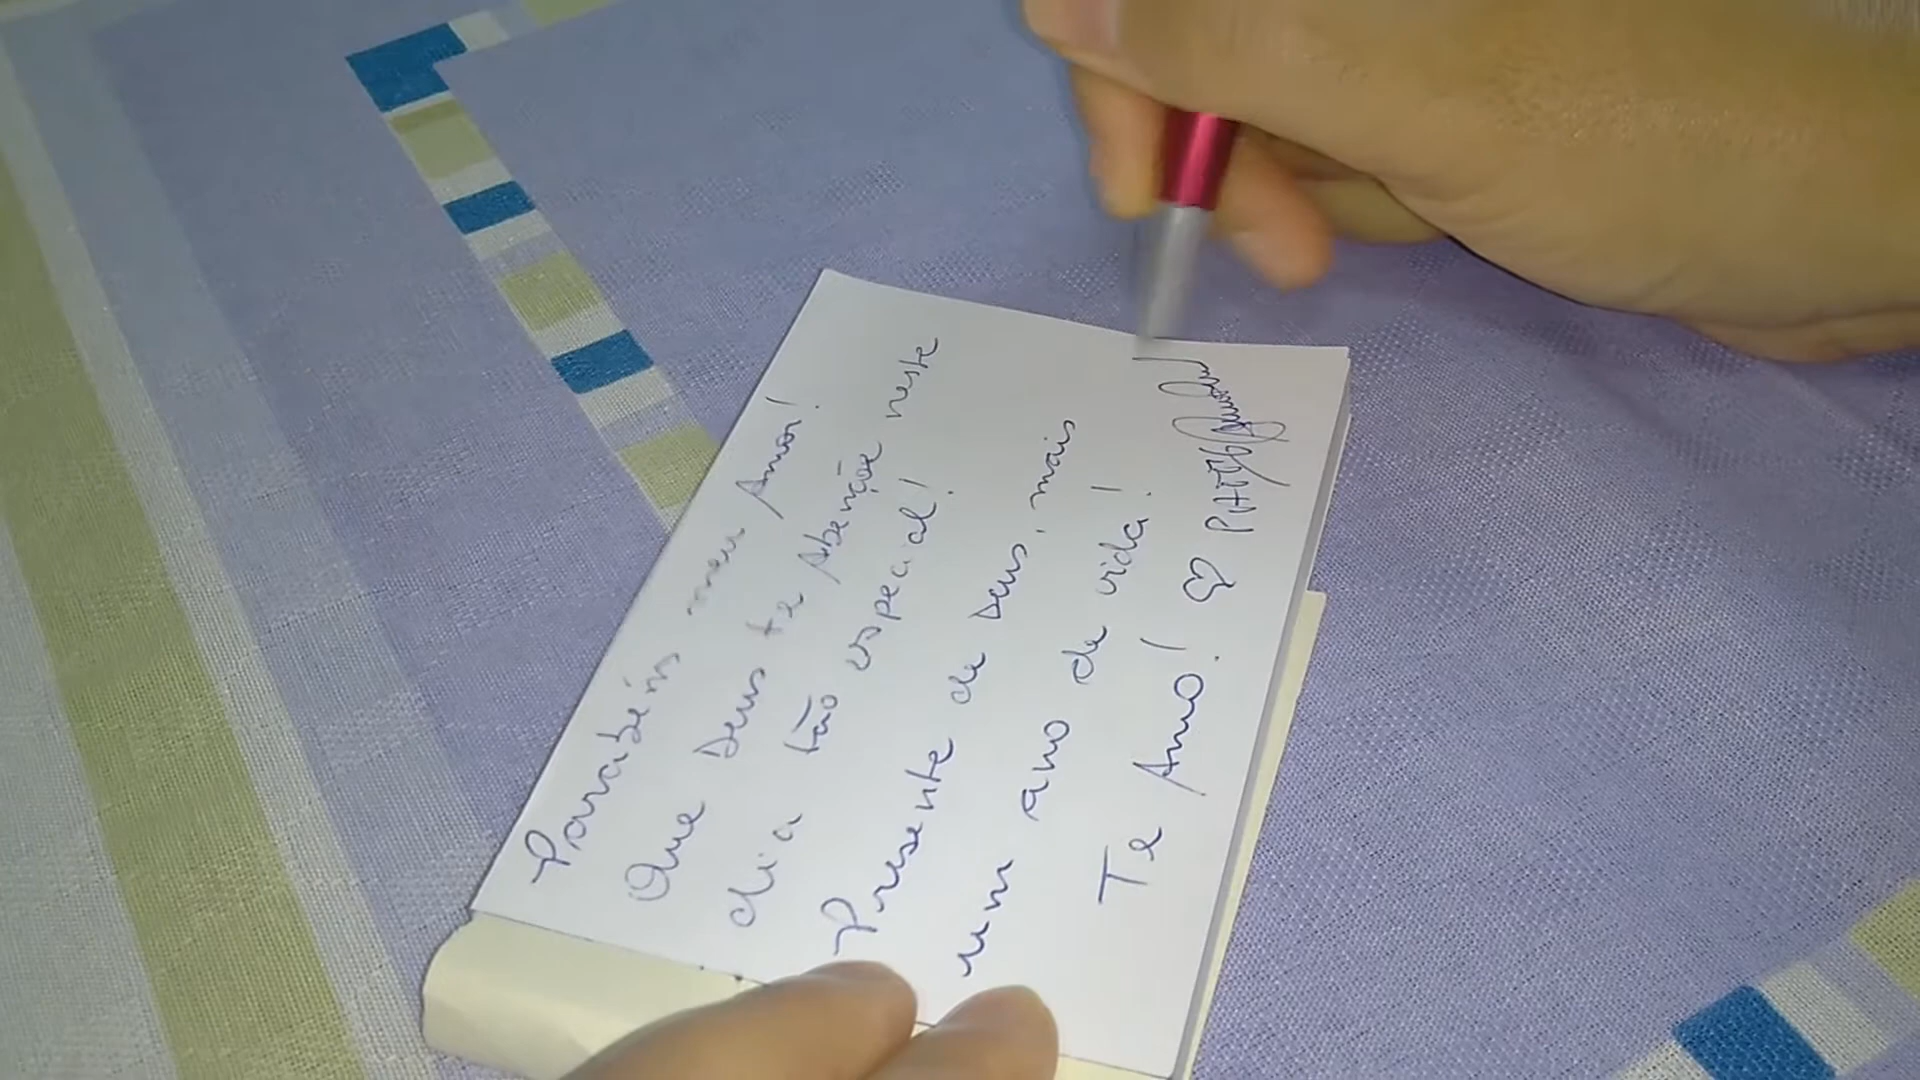 Parabéns meu Amor!
Que Deus te Abençõe neste
dia tão especial!
Presente de Deus, mais
um ano de vida!
Te Amo! ♡